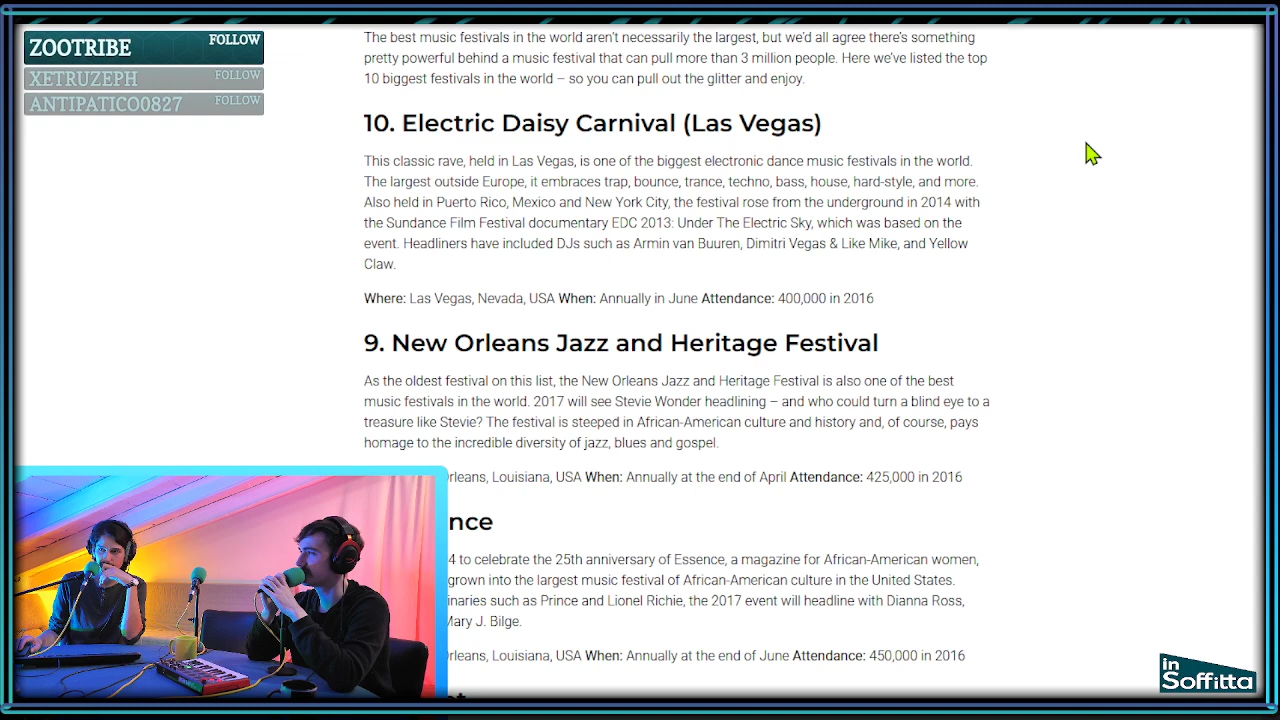 ZOOTRIBE FOLLOW
XETRUZEPH FOLLOW
ANTIPATICO0827 FOLLOW
The best music festivals in the world aren't necessarily the largest, but we'd all agree there's something
pretty powerful behind a music festival that can pull more than 3 million people. Here we've listed the top
10 biggest festivals in the world – so you can pull out the glitter and enjoy.
10. Electric Daisy Carnival (Las Vegas)
This classic rave, held in Las Vegas, is one of the biggest electronic dance music festivals in the world.
The largest outside Europe, it embraces trap, bounce, trance, techno, bass, house, hard-style, and more.
Also held in Puerto Rico, Mexico and New York City, the festival rose from the underground in 2014 with
the Sundance Film Festival documentary EDC 2013: Under The Electric Sky, which was based on the
event. Headliners have included DJs such as Armin van Buuren, Dimitri Vegas & Like Mike, and Yellow
Claw.
Where: Las Vegas, Nevada, USA When: Annually in June Attendance: 400,000 in 2016
9. New Orleans Jazz and Heritage Festival
As the oldest festival on this list, the New Orleans Jazz and Heritage Festival is also one of the best
music festivals in the world. 2017 will see Stevie Wonder headlining – and who could turn a blind eye to a
treasure like Stevie? The festival is steeped in African-American culture and history and, of course, pays
homage to the incredible diversity of jazz, blues and gospel.
rleans, Louisiana, USA When: Annually at the end of April Attendance: 425,000 in 2016
nce
4 to celebrate the 25th anniversary of Essence, a magazine for African-American women,
grown into the largest music festival of African-American culture in the United States.
inaries such as Prince and Lionel Richie, the 2017 event will headline with Dianna Ross,
Mary J. Bilge.
rleans, Louisiana, USA When: Annually at the end of June Attendance: 450,000 in 2016
in
Soffitta